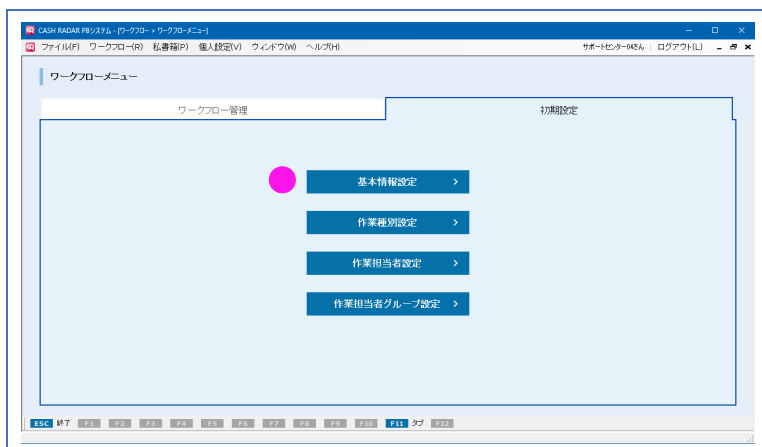 CASH RADAR PBシステム - [ワークフロー > ワークフローメニュー]
ファイル(F) ワークフロー(R) 私書箱(P) 個人設定(V) ウィンドウ(W) ヘルプ(H) サポートセンター04さん ログアウト(L)
ワークフローメニュー
ワークフロー管理 初期設定
基本情報設定
作業種別設定
作業担当者設定
作業担当者グループ設定
ESC 終了 F1 F2 F3 F4 F5 F6 F7 F8 F9 F10 F11 タブ F12